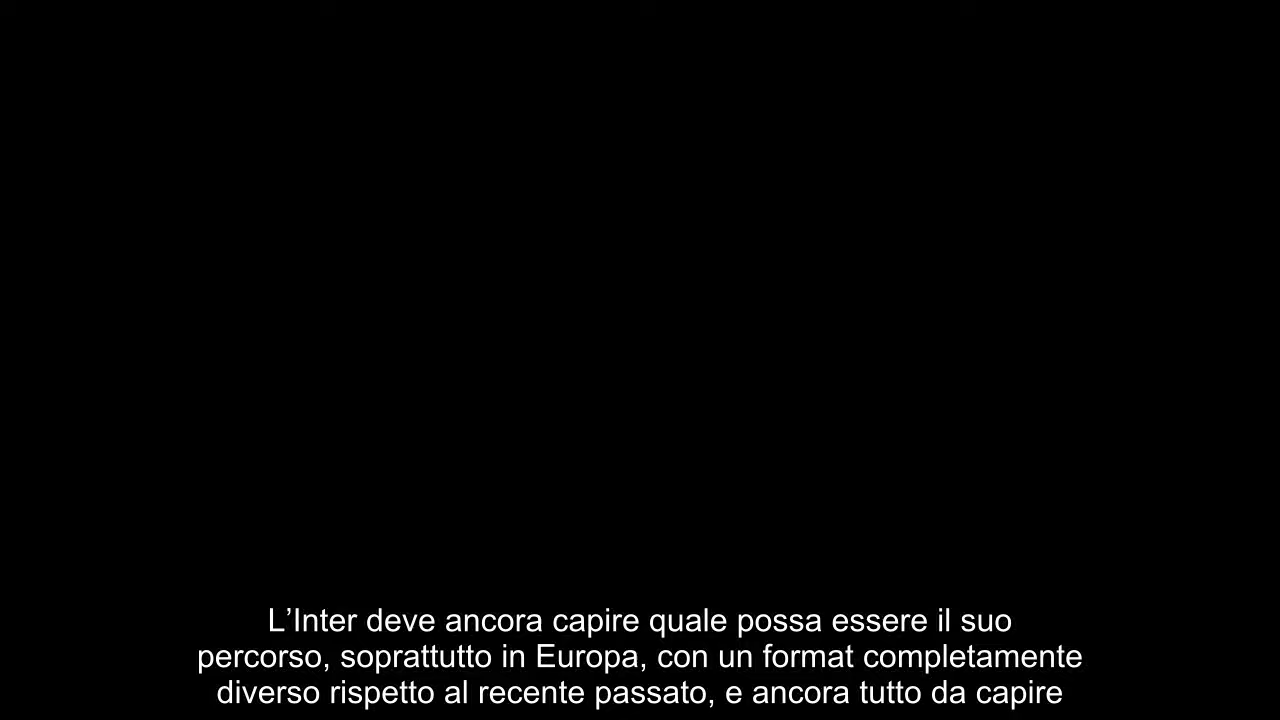 L’Inter deve ancora capire quale possa essere il suo
percorso, soprattutto in Europa, con un format completamente
diverso rispetto al recente passato, e ancora tutto da capire